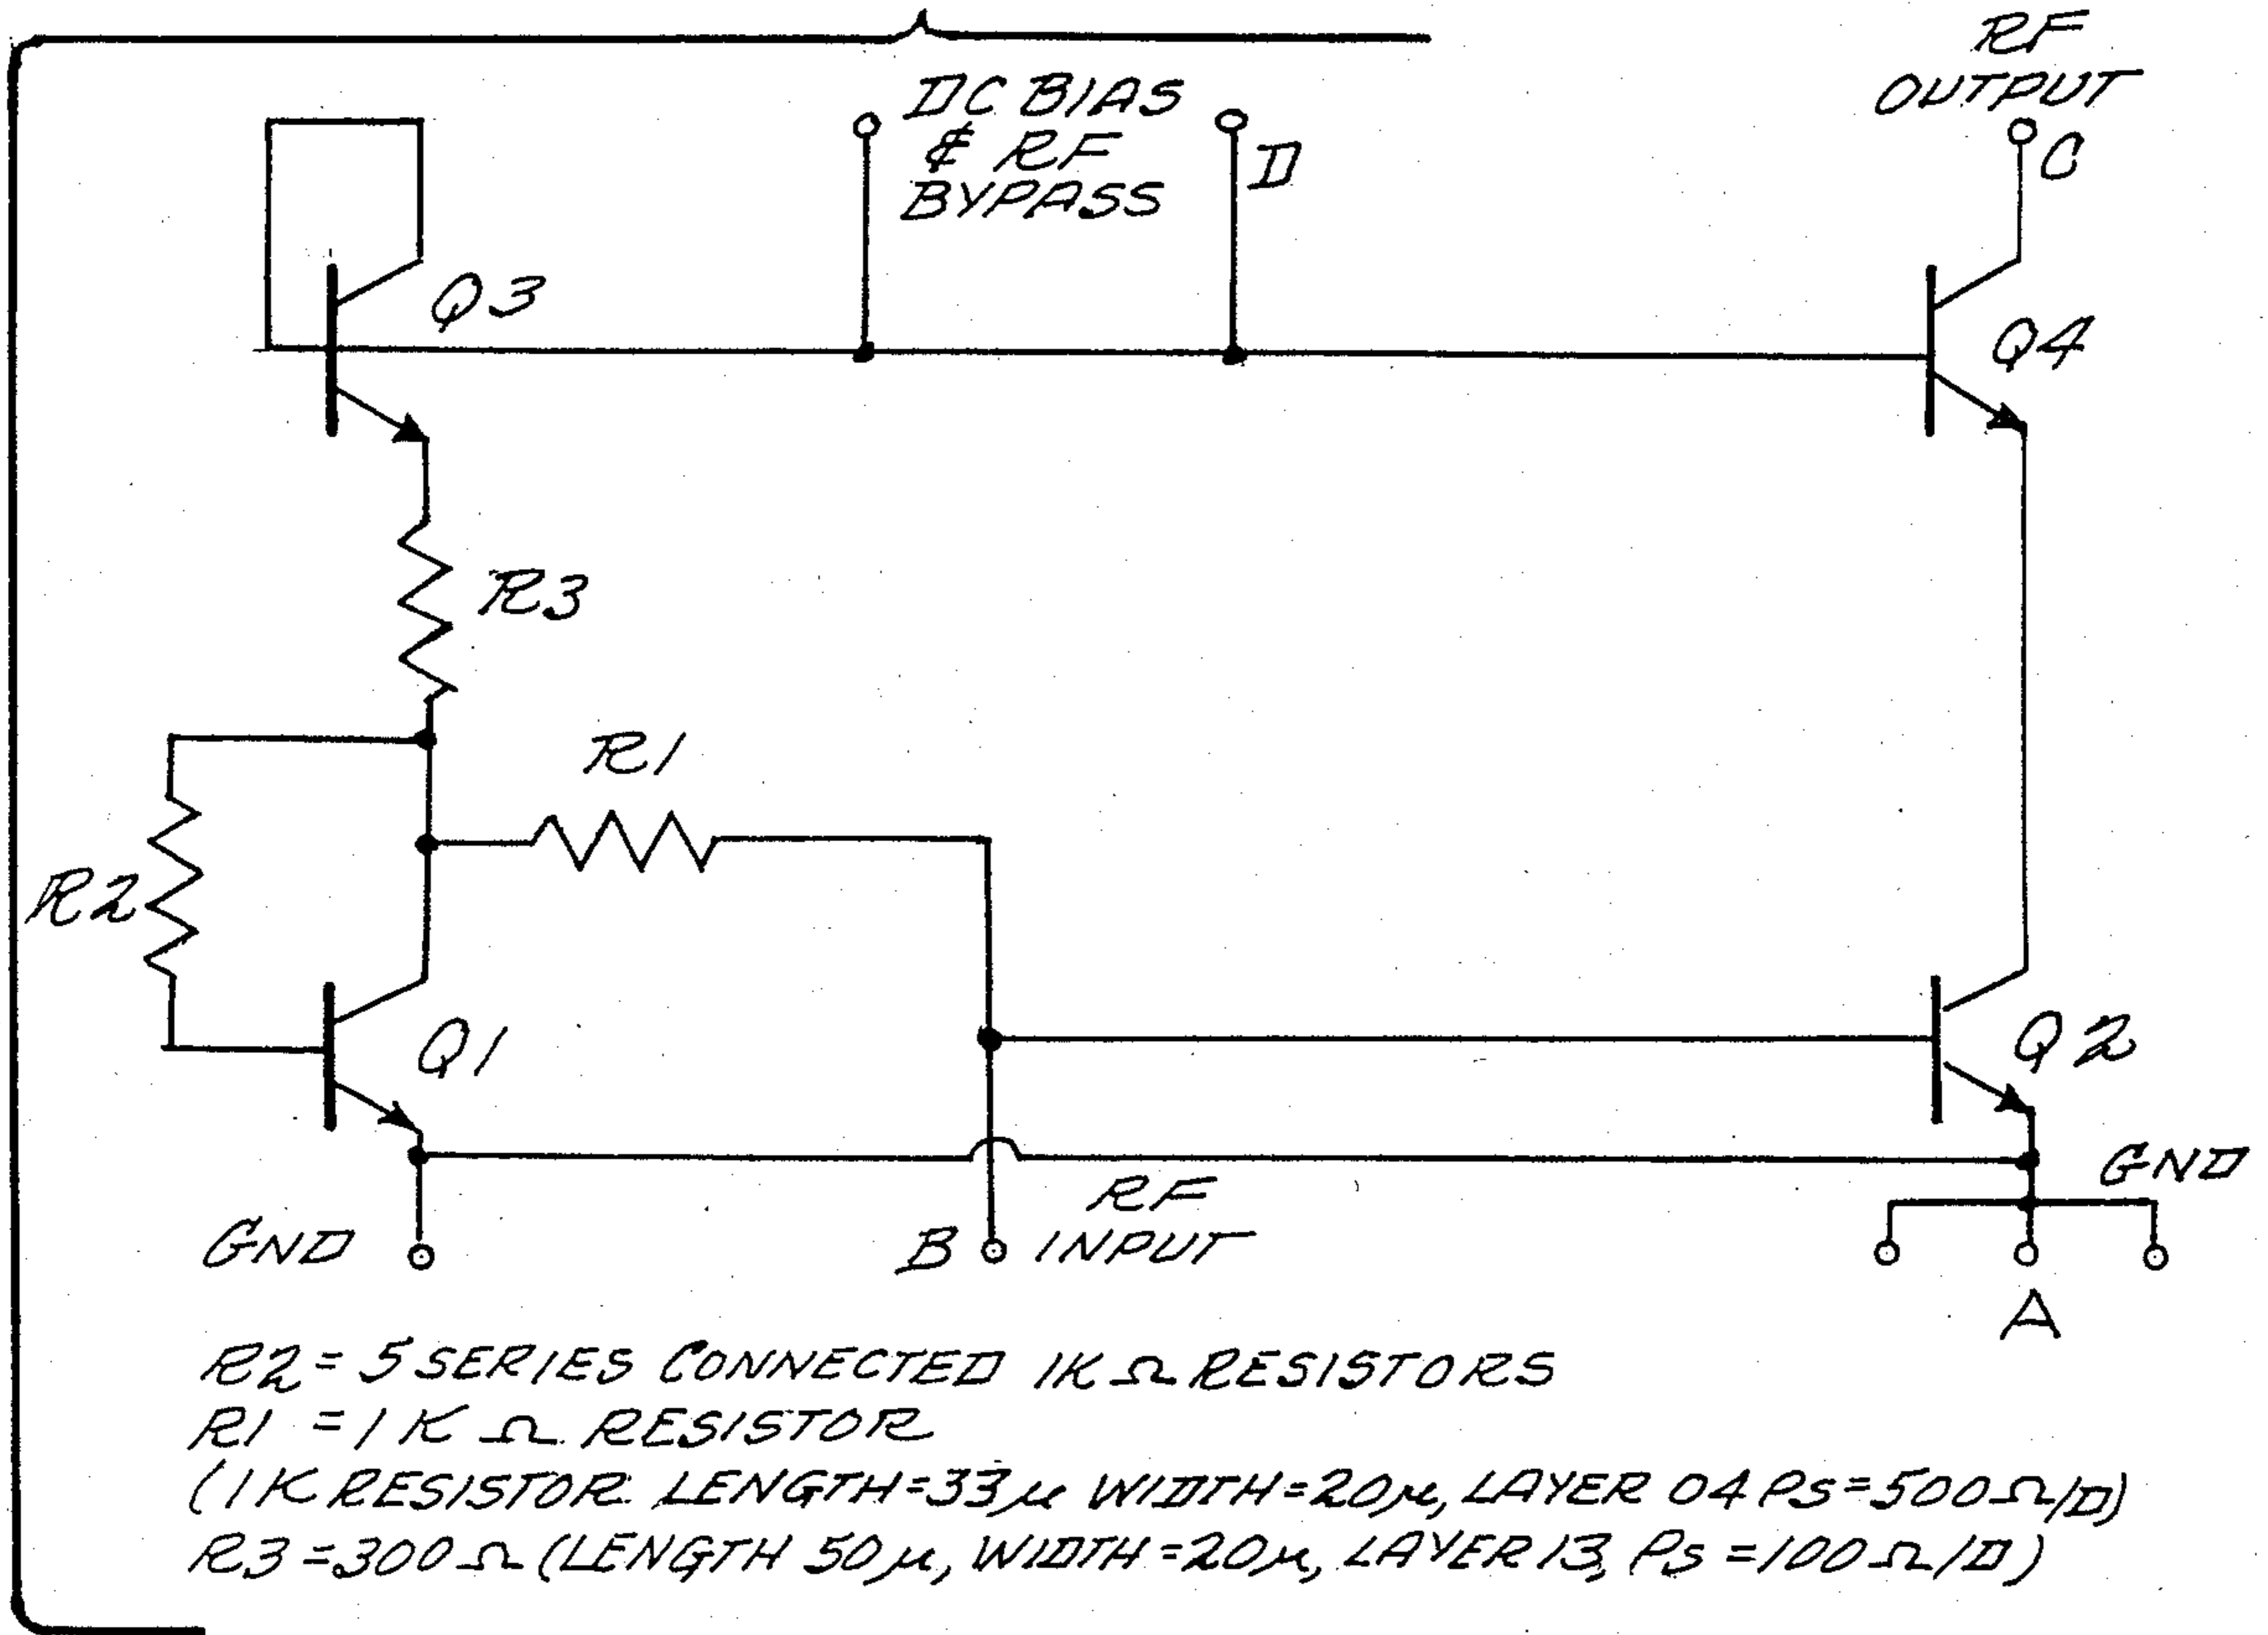 RF
OUTPUT
C
DC BIAS
& RF
BYPASS
D
Q3
Q4
R3
R1
R2
Q1
Q2
GND
B
RF
INPUT
GND
A
R2 = 5 SERIES CONNECTED 1K Ω RESISTORS
R1 = 1 K Ω RESISTOR
(1K RESISTOR LENGTH=33μ WIDTH=20μ, LAYER 04 PS=500Ω/□)
R3 = 300Ω (LENGTH 50μ, WIDTH=20μ, LAYER 13, PS=100Ω/□)